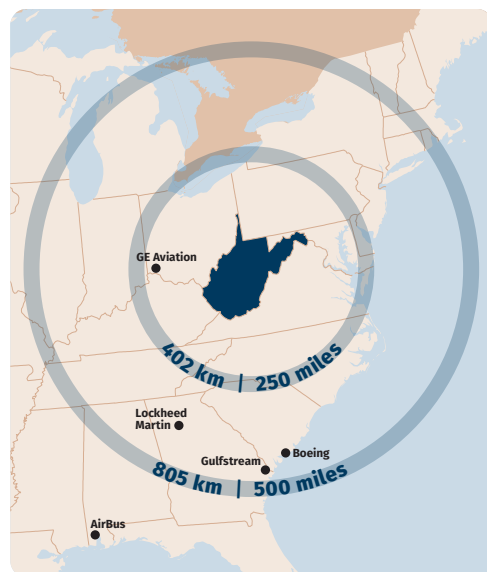 GE Aviation
402 km | 250 miles
Lockheed
Martin
Gulfstream
Boeing
805 km | 500 miles
AirBus